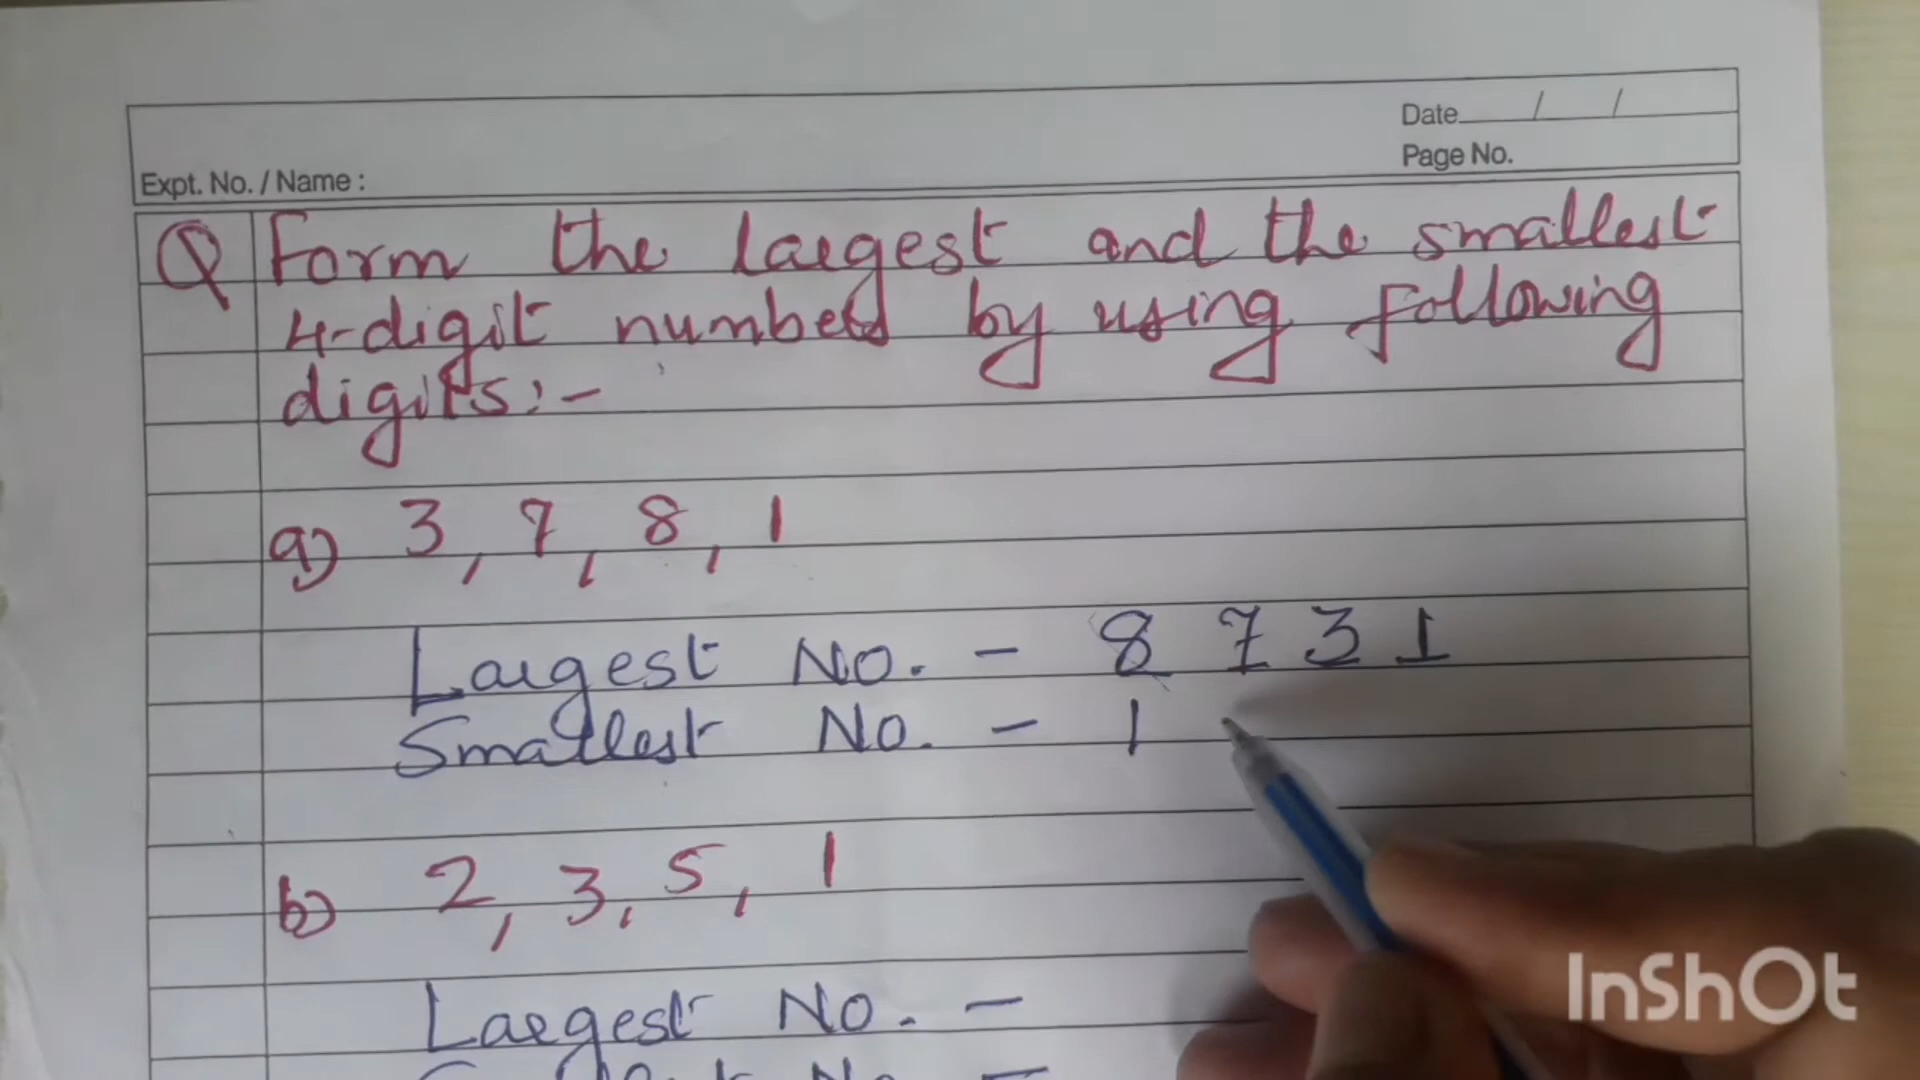 Date / /
Page No.
Expt. No. / Name :
Q Form the largest and the smallest
4-digit numbers by using following
digits:-
a) 3, 7, 8, 1
Largest No. - 8 7 3 1
Smallest No. - 1
b) 2, 3, 5, 1
Largest No. -
No. -
InShOt